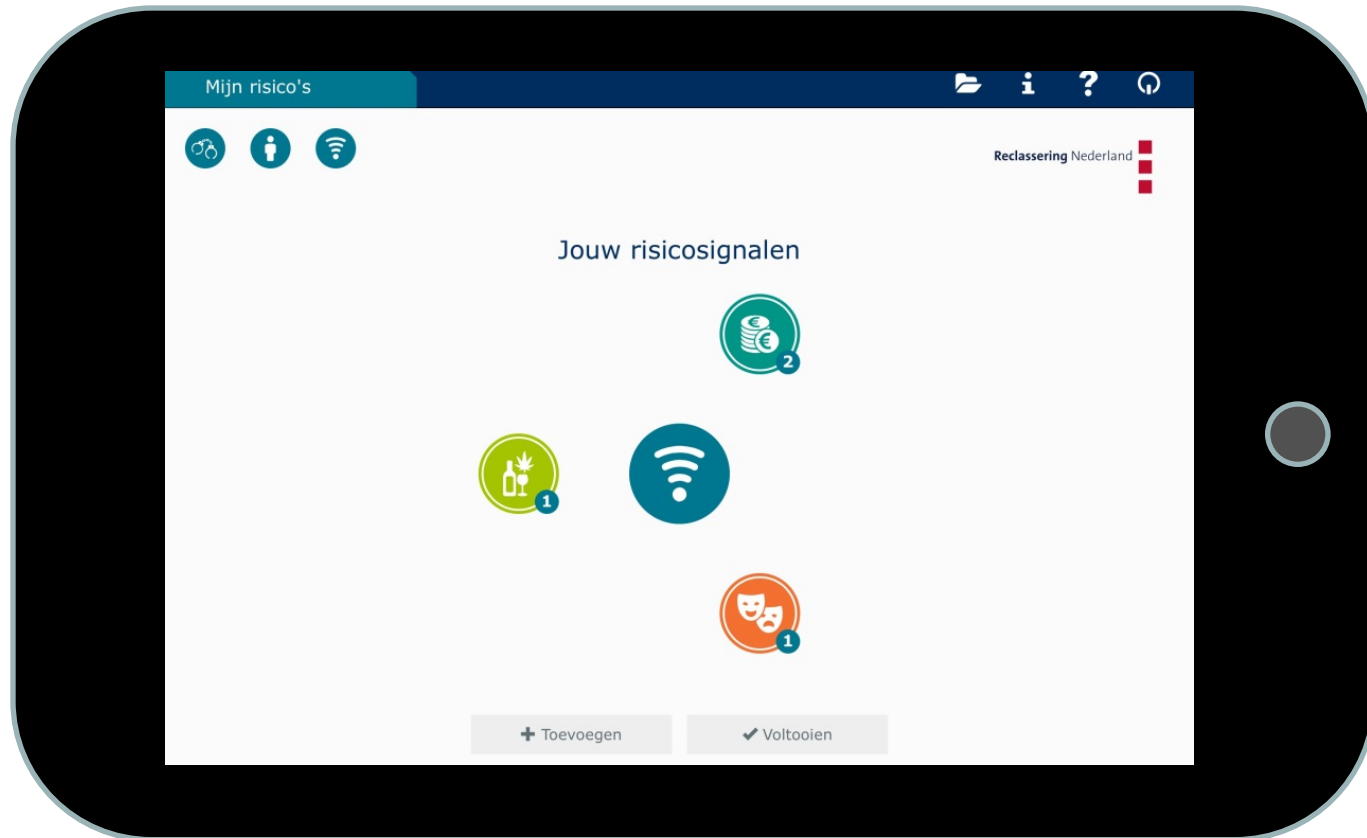 Mijn risico's
Reclassering Nederland
Jouw risicosignalen
2
1
1
Toevoegen
Voltooien